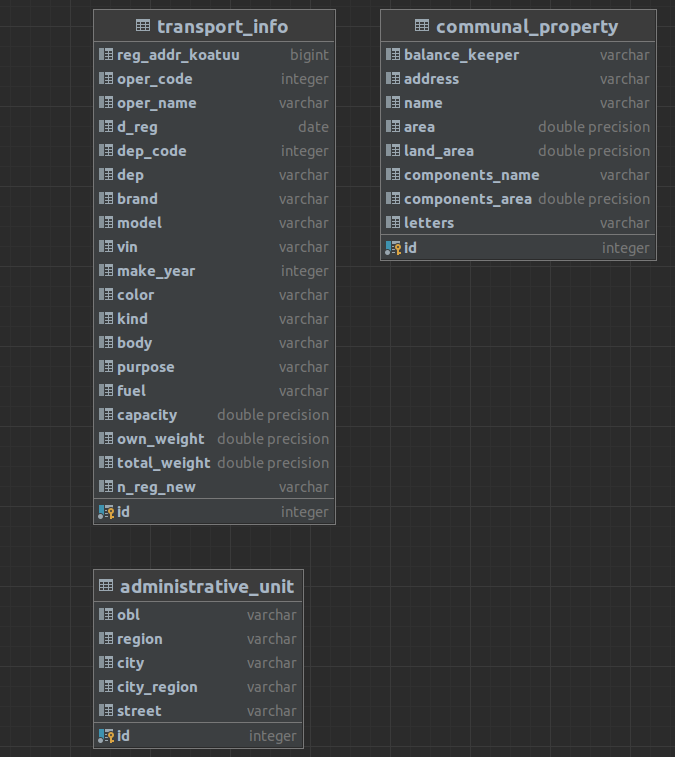 transport_info
reg_addr_koatuu bigint
oper_code integer
oper_name varchar
d_reg date
dep_code integer
dep varchar
brand varchar
model varchar
vin varchar
make_year integer
color varchar
kind varchar
body varchar
purpose varchar
fuel varchar
capacity double precision
own_weight double precision
total_weight double precision
n_reg_new varchar
id integer
communal_property
balance_keeper varchar
address varchar
name varchar
area double precision
land_area double precision
components_name varchar
components_area double precision
letters varchar
id integer
administrative_unit
obl varchar
region varchar
city varchar
city_region varchar
street varchar
id integer